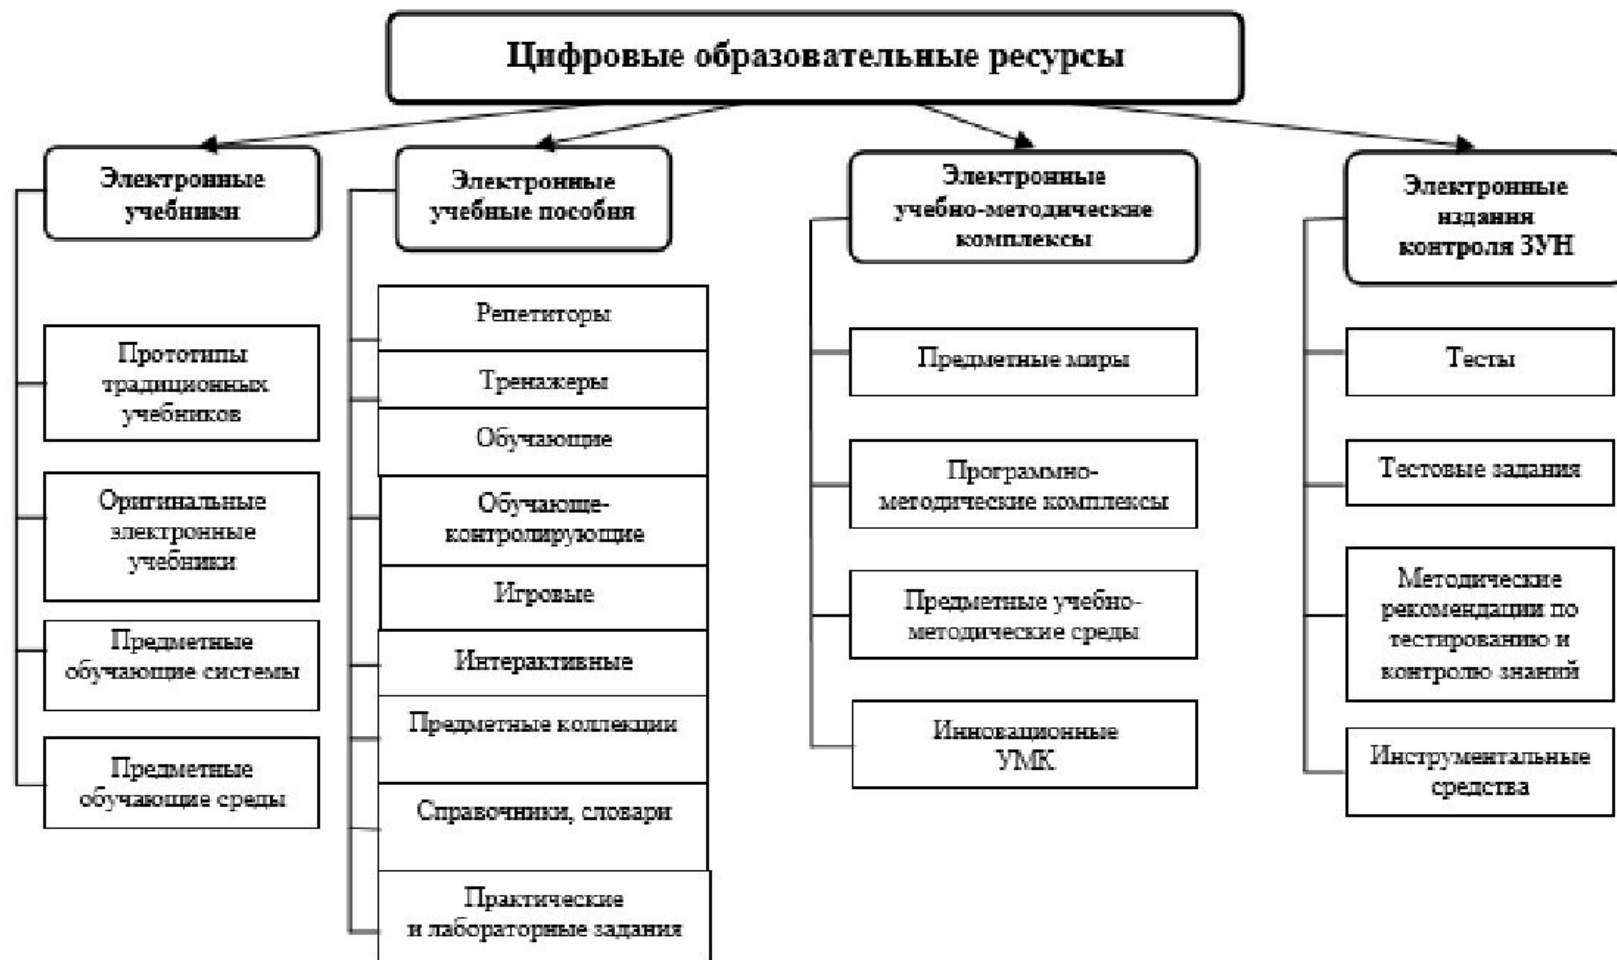 Цифровые образовательные ресурсы
Электронные
учебники
Прототипы
традиционных
учебников
Оригинальные
электронные
учебники
Предметные
обучающие системы
Предметные
обучающие среды
Электронные
учебные пособия
Репетиторы
Тренажеры
Обучающие
Обучающе-
контролирующие
Игровые
Интерактивные
Предметные коллекции
Справочники, словари
Практические
и лабораторные задания
Электронные
учебно-методические
комплексы
Предметные миры
Программно-
методические комплексы
Предметные учебно-
методические среды
Инновационные
УМК
Электронные
издания
контроля ЗУН
Тесты
Тестовые задания
Методические
рекомендации по
тестированию и
контролю знаний
Инструментальные
средства